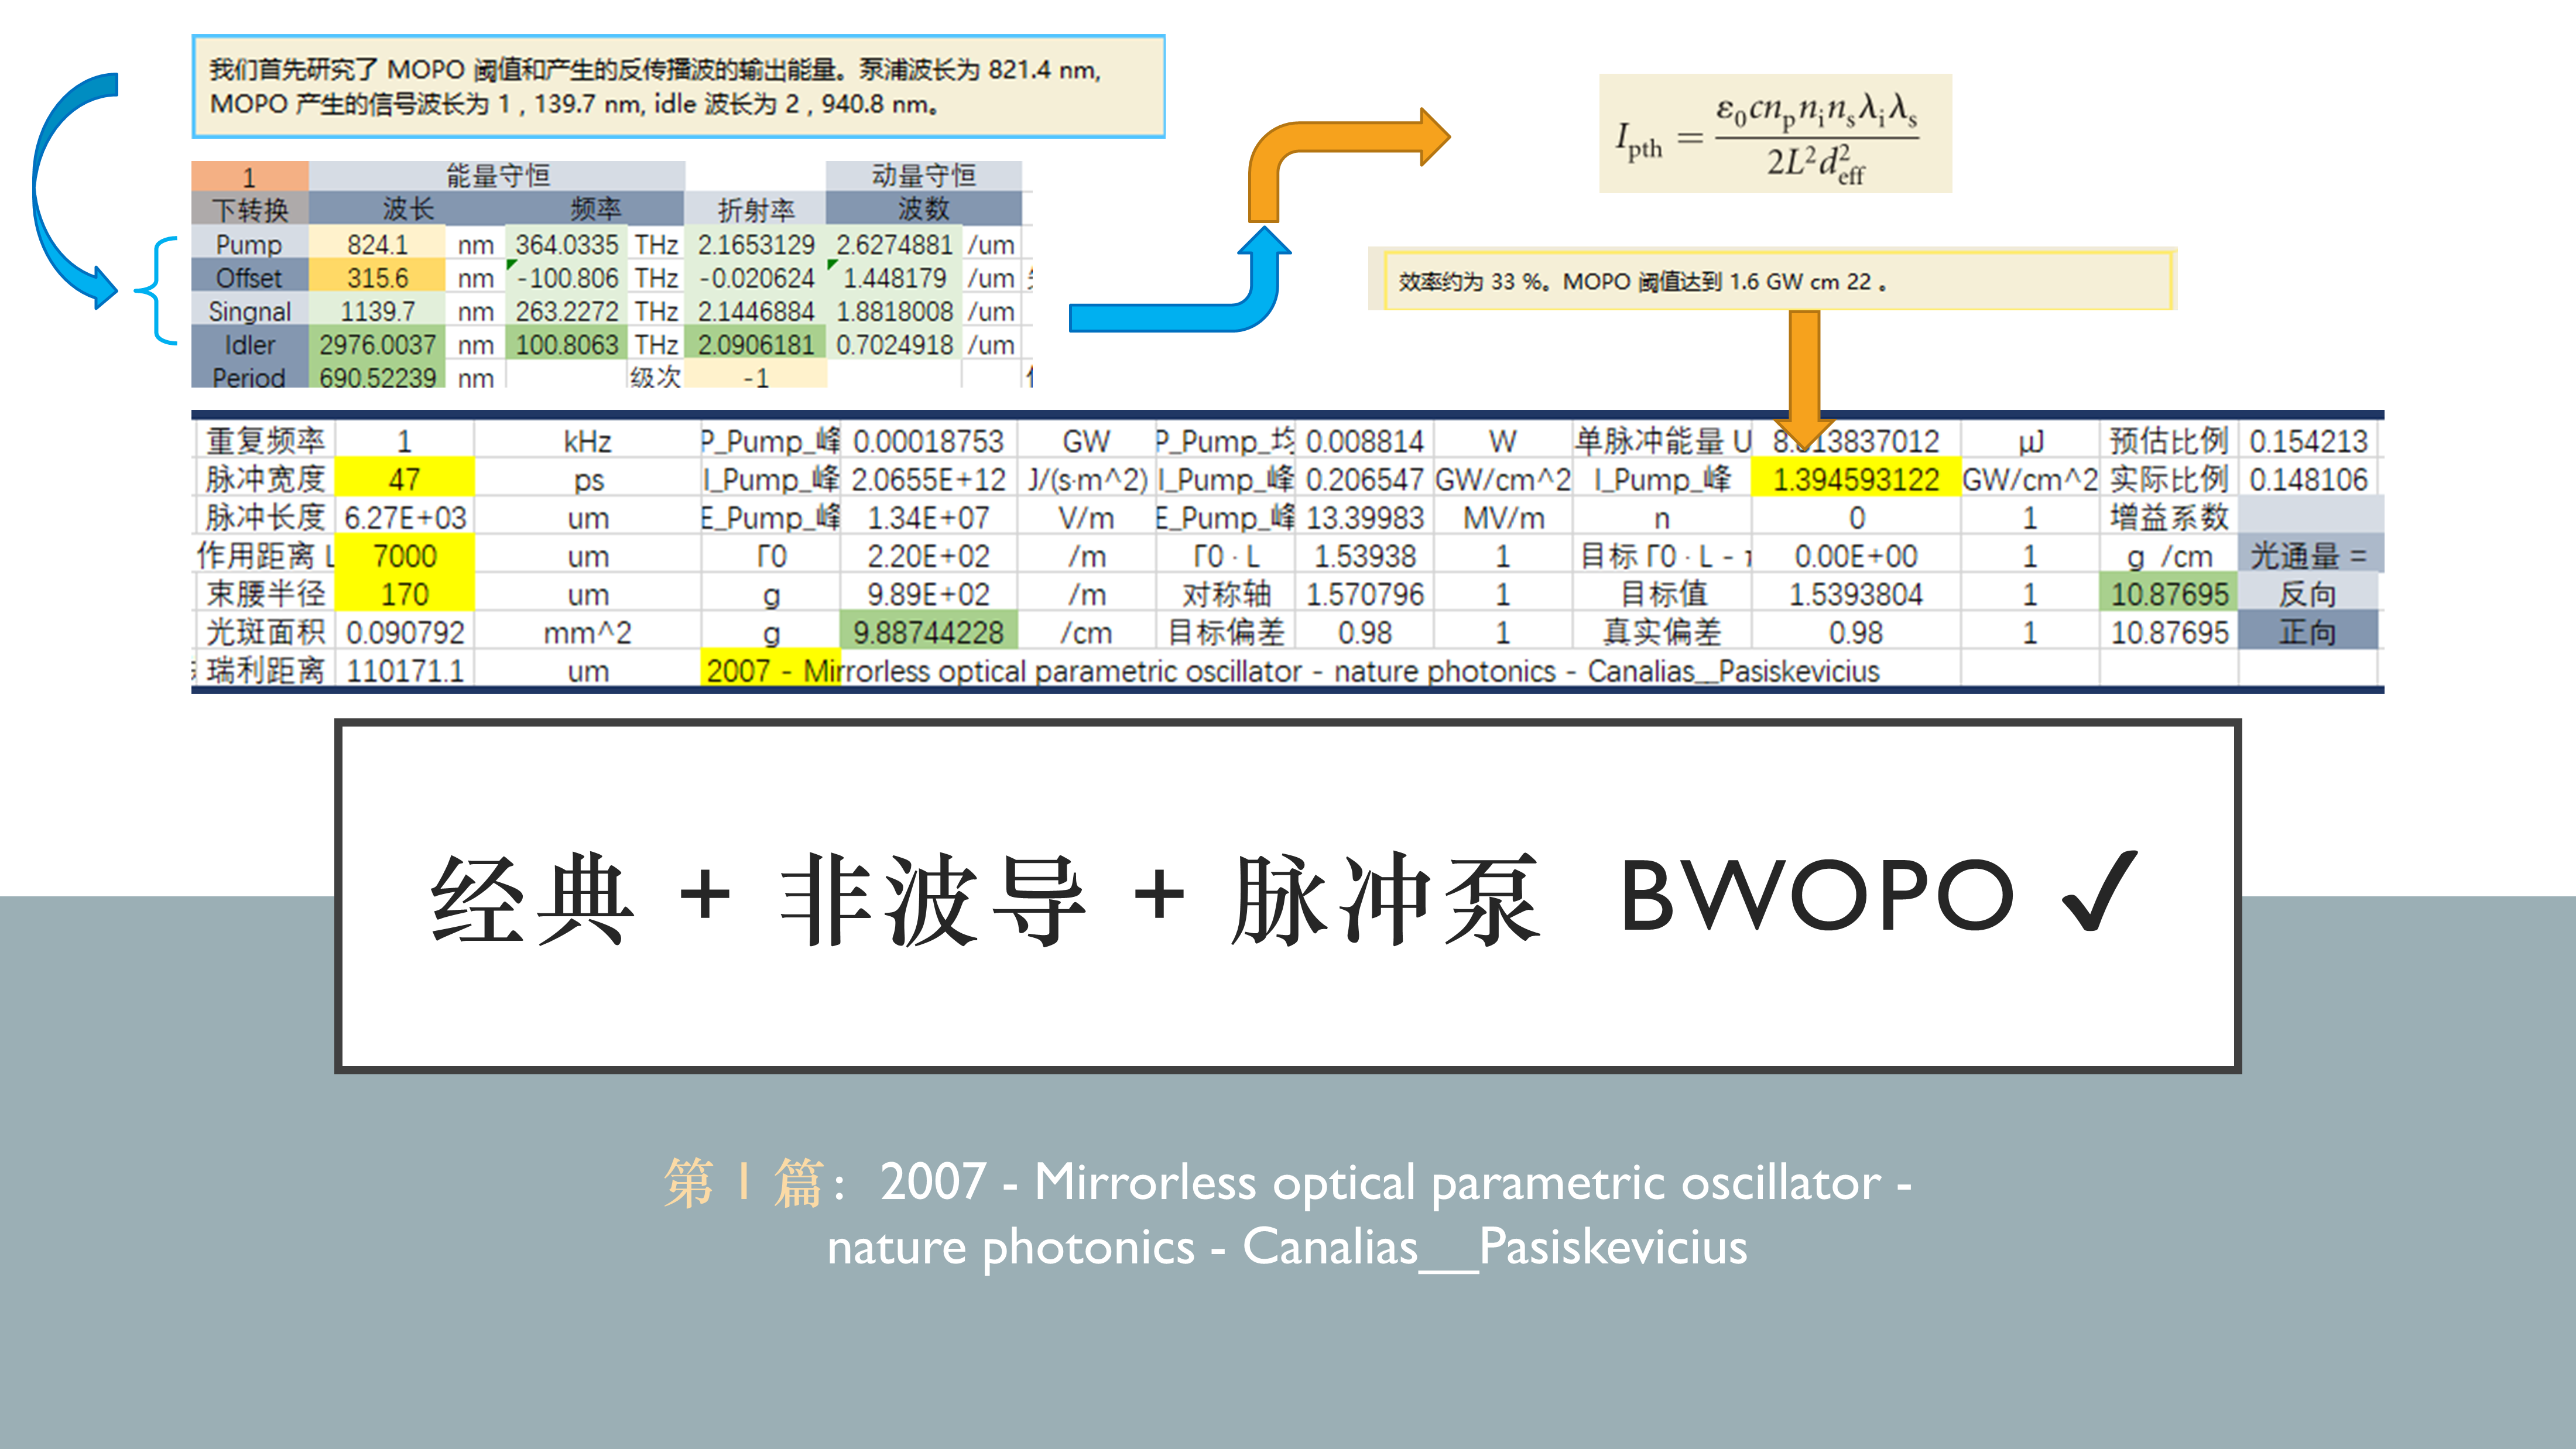 我们首先研究了 MOPO 阈值和产生的反传播波的输出能量。泵浦波长为 821.4 nm,
MOPO 产生的信号波长为 1 , 139.7 nm, idle 波长为 2 , 940.8 nm。
1 能量守恒 动量守恒
下转换 波长 频率 折射率 波数
Pump 824.1 nm 364.0335 THz 2.1653129 2.6274881 /um
Offset 315.6 nm -100.806 THz -0.020624 1.448179 /um
Singnal 1139.7 nm 263.2272 THz 2.1446884 1.8818008 /um
Idler 2976.0037 nm 100.8063 THz 2.0906181 0.7024918 /um
Period 690.52239 nm 级次 -1
I_pth = ε₀cn_pn_in_sλ_iλ_s / 2L²d²_eff
效率约为 33 %。MOPO 阈值达到 1.6 GW cm 22 。
重复频率 1 kHz P_Pump_峰 0.00018753 GW P_Pump_均 0.008814 W 单脉冲能量 U μJ 预估比例 0.154213
脉冲宽度 47 ps I_Pump_峰 2.0655E+12 J/(s·m^2) I_Pump_峰 0.206547 GW/cm^2 I_Pump_峰 1.394593122 GW/cm^2 实际比例 0.148106
脉冲长度 6.27E+03 um E_Pump_峰 1.34E+07 V/m E_Pump_峰 13.39983 MV/m n 0 1 增益系数
作用距离 L 7000 um Γ0 2.20E+02 /m Γ0 · L 1.53938 1 目标 Γ0 · L - 0.00E+00 1 g /cm 光通量 =
束腰半径 170 um g 9.89E+02 /m 对称轴 1.570796 1 目标值 1.5393804 1 10.87695 反向
光斑面积 0.090792 mm^2 g 9.88744228 /cm 目标偏差 0.98 1 真实偏差 0.98 1 10.87695 正向
瑞利距离 110171.1 um 2007 - Mirrorless optical parametric oscillator - nature photonics - Canalias__Pasiskevicius
经典 + 非波导 + 脉冲泵 BWOPO ✓
第 1 篇：2007 - Mirrorless optical parametric oscillator -
nature photonics - Canalias__Pasiskevicius